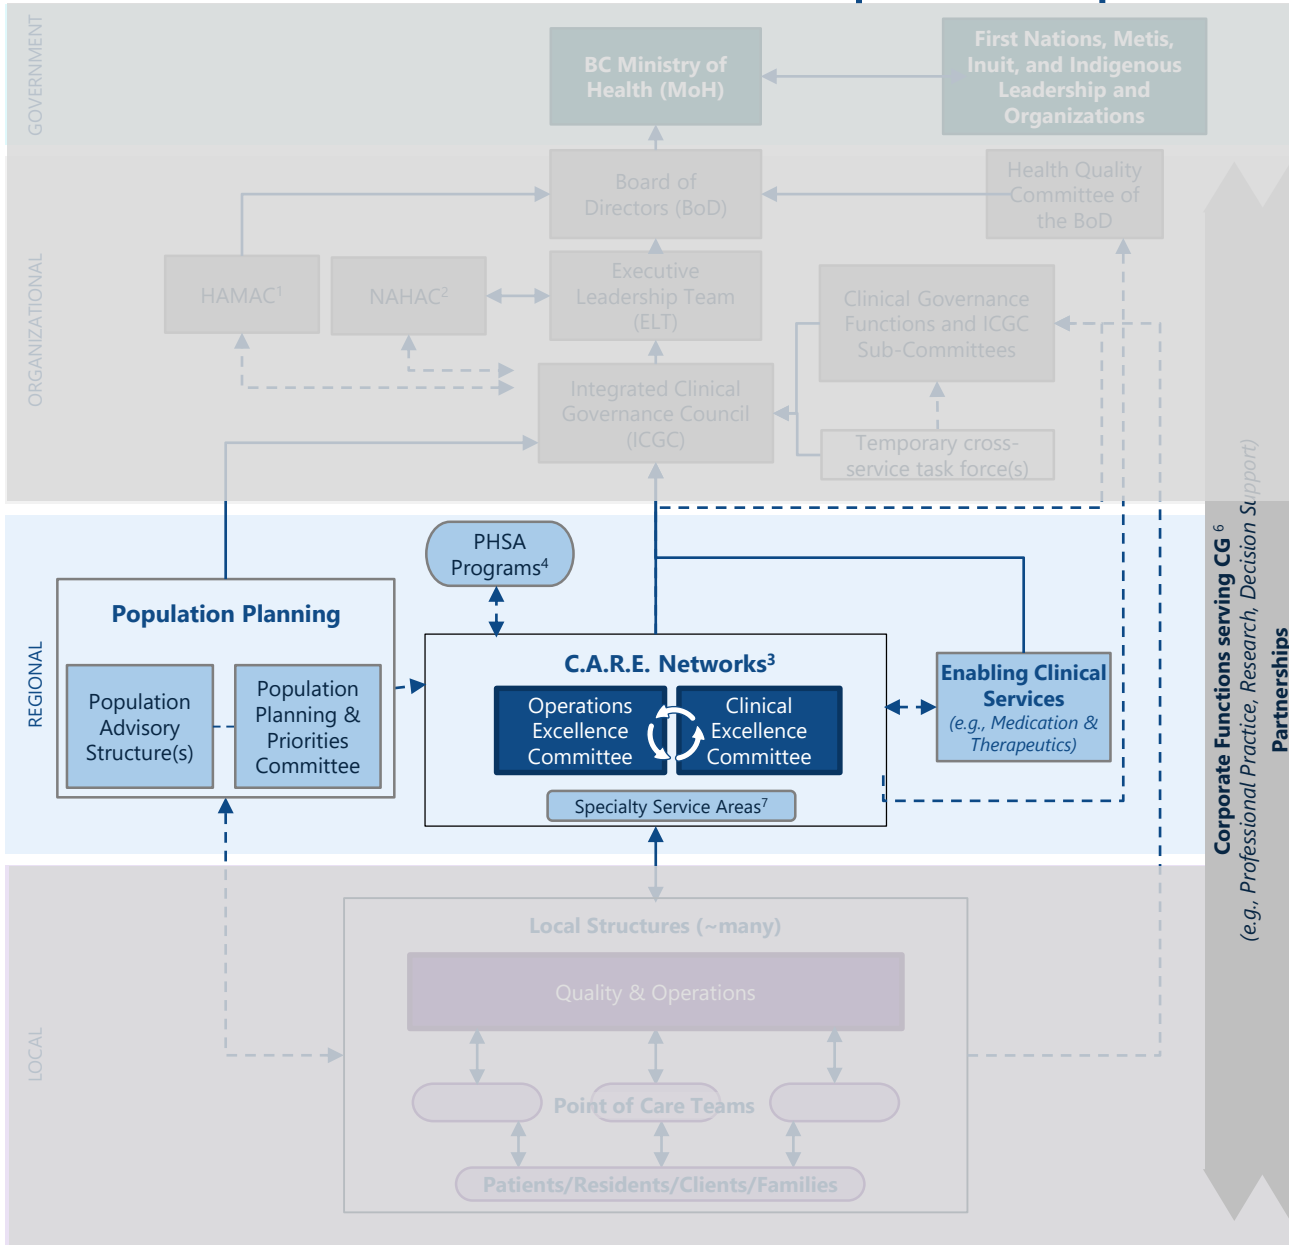 GOVERNMENT
BC Ministry of
Health (MoH)
First Nations, Metis,
Inuit, and Indigenous
Leadership and
Organizations
ORGANIZATIONAL
Board of
Directors (BoD)
Health Quality
Committee of
the BoD
HAMAC¹
NAHAC²
Executive
Leadership Team
(ELT)
Clinical Governance
Functions and ICGC
Sub-Committees
Integrated Clinical
Governance Council
(ICGC)
Temporary cross-
service task force(s)
REGIONAL
PHSA
Programs⁴
Population Planning
Population
Advisory
Structure(s)
Population
Planning &
Priorities
Committee
C.A.R.E. Networks³
Operations
Excellence
Committee
Clinical
Excellence
Committee
Specialty Service Areas⁷
Enabling Clinical
Services
(e.g., Medication &
Therapeutics)
Corporate Functions serving CG ⁶
(e.g., Professional Practice, Research, Decision Support)
Partnerships
LOCAL
Local Structures (~many)
Quality & Operations
Point of Care Teams
Patients/Residents/Clients/Families